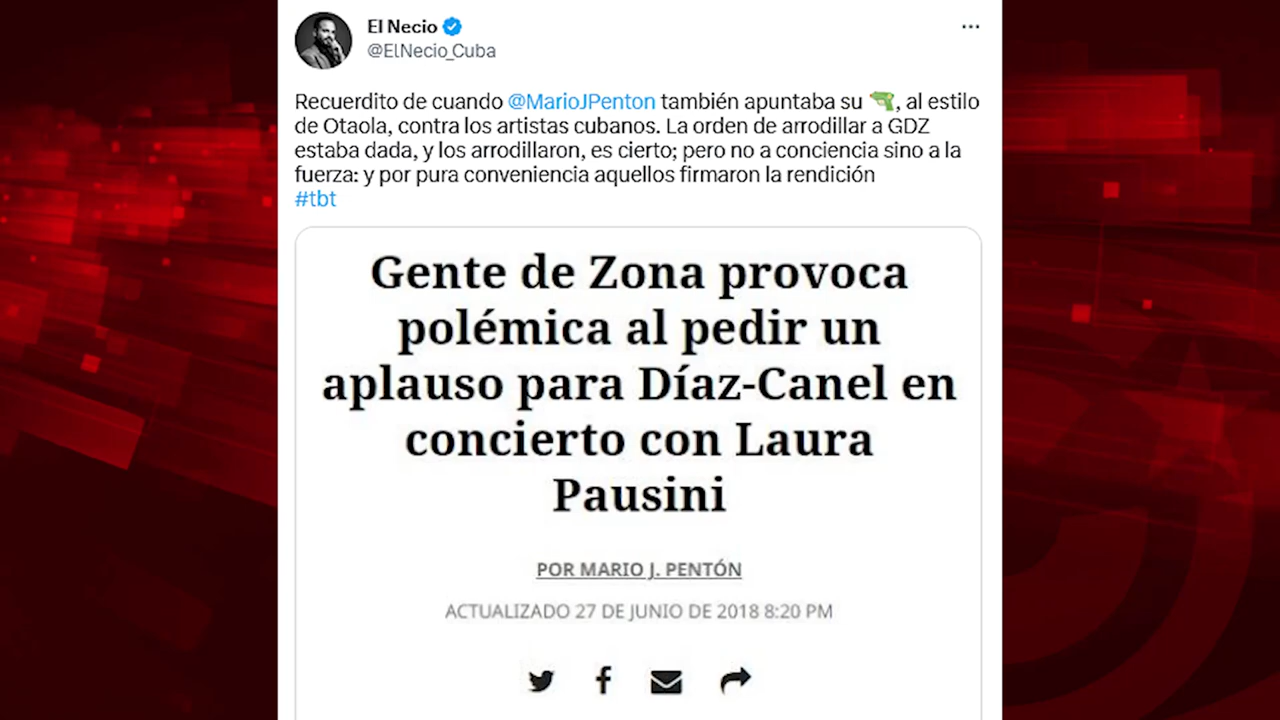 El Necio
@ElNecio_Cuba
Recuerdito de cuando @MarioJPenton también apuntaba su 🔫, al estilo
de Otaola, contra los artistas cubanos. La orden de arrodillar a GDZ
estaba dada, y los arrodillaron, es cierto; pero no a conciencia sino a la
fuerza: y por pura conveniencia aquellos firmaron la rendición
#tbt
Gente de Zona provoca
polémica al pedir un
aplauso para Díaz-Canel en
concierto con Laura
Pausini
POR MARIO J. PENTÓN
ACTUALIZADO 27 DE JUNIO DE 2018 8:20 PM